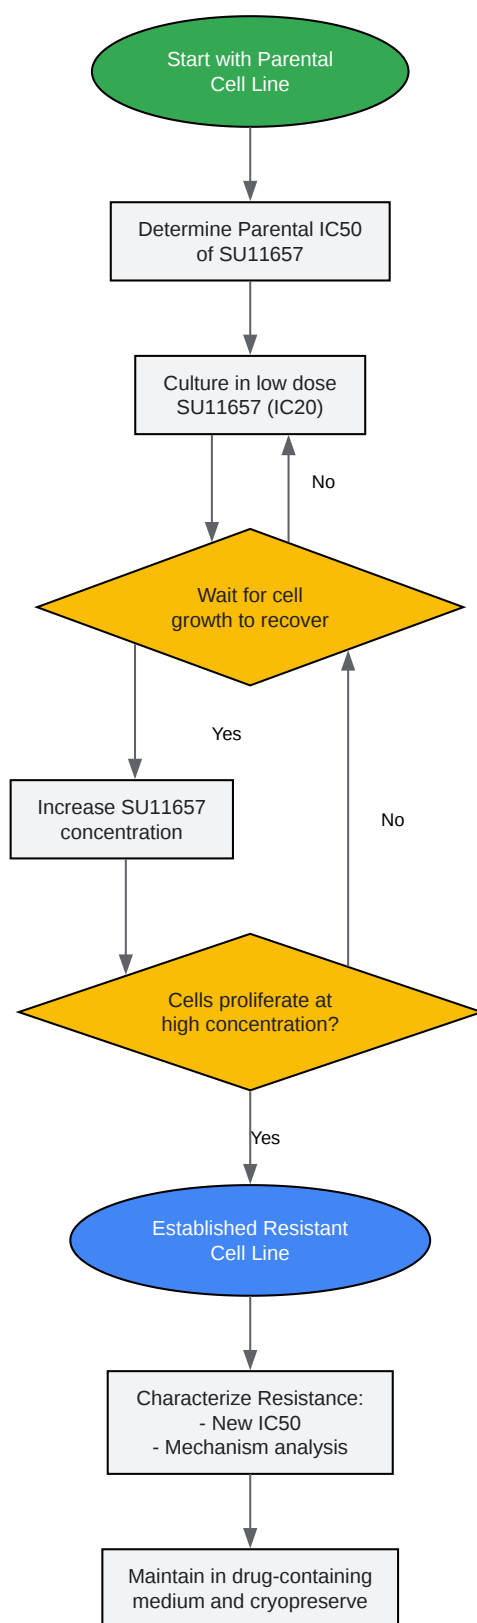 Start with Parental
Cell Line
Determine Parental IC50
of SU11657
Culture in low dose
SU11657 (IC20)
No
Wait for cell
growth to recover
Yes
Increase SU11657
concentration
No
Cells proliferate at
high concentration?
Yes
Established Resistant
Cell Line
Characterize Resistance:
- New IC50
- Mechanism analysis
Maintain in drug-containing
medium and cryopreserve